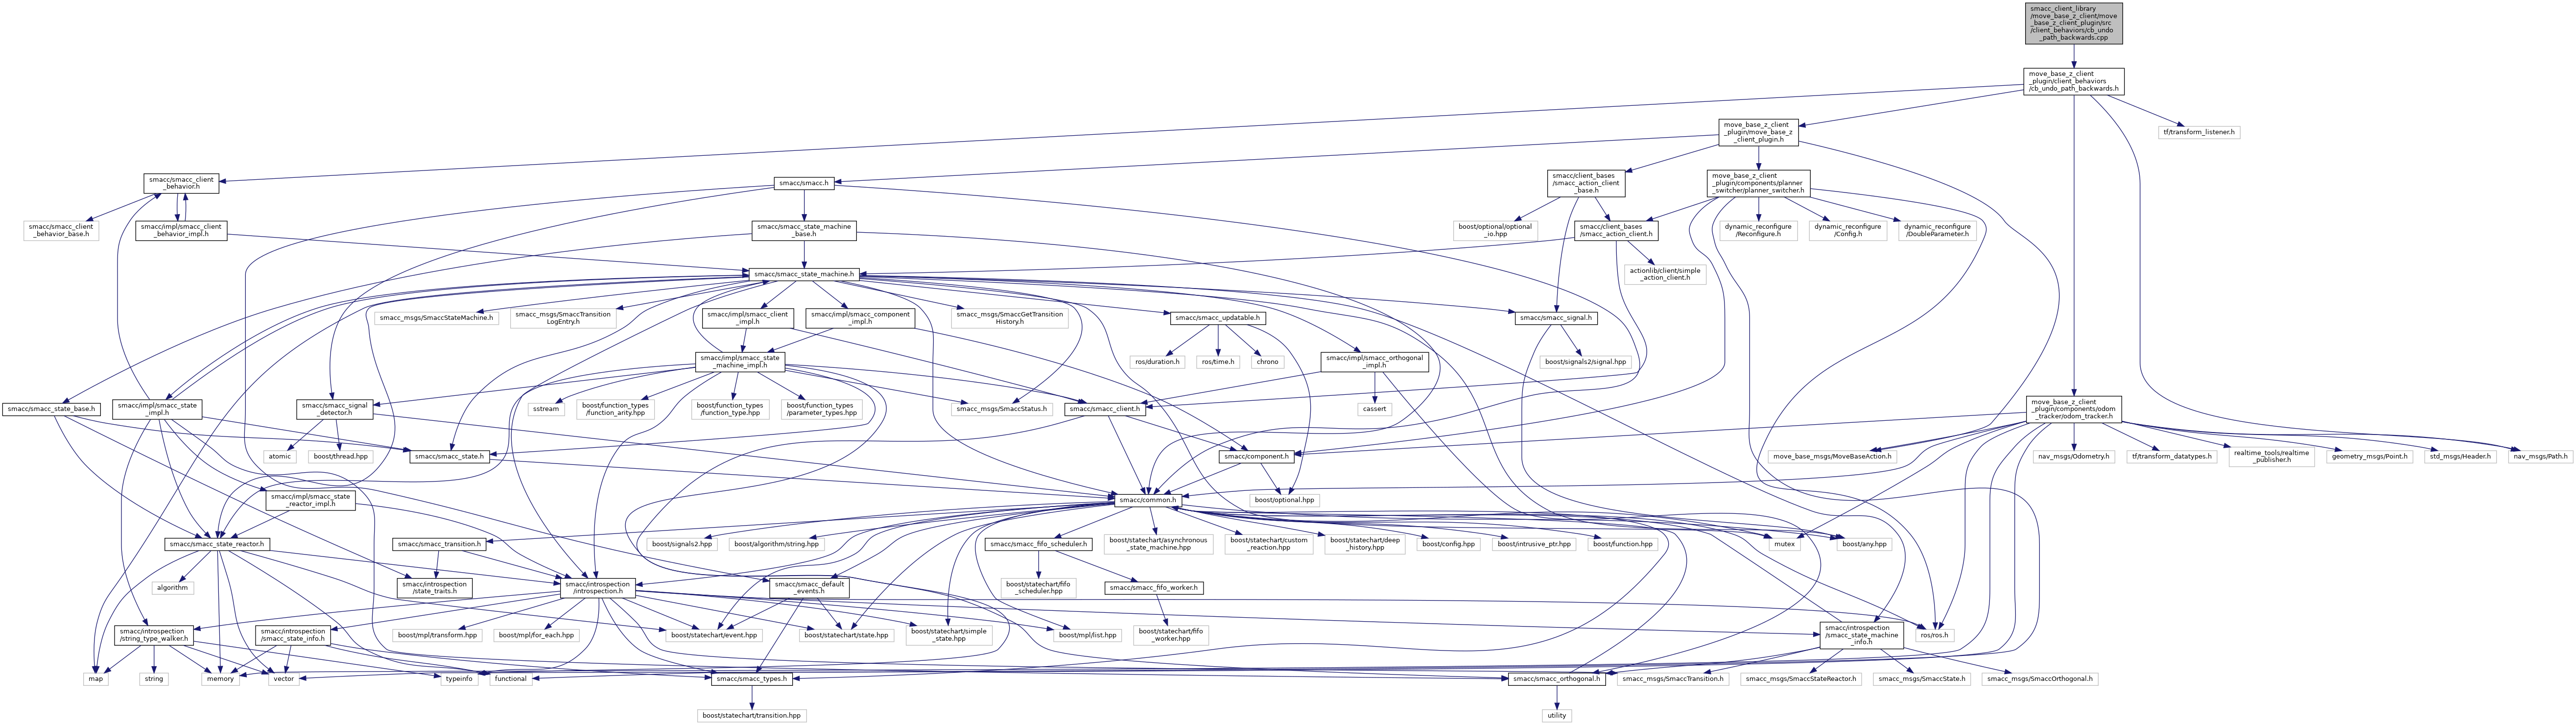 smacc_client_library
/move_base_z_client/move
_base_z_client_plugin/src
/client_behaviors/cb_undo
_path_backwards.cpp
move_base_z_client
_plugin/client_behaviors
/cb_undo_path_backwards.h
move_base_z_client
_plugin/move_base_z
_client_plugin.h
tf/transform_listener.h
smacc/smacc_client
_behavior.h
smacc/smacc.h
smacc/client_bases
/smacc_action_client
_base.h
move_base_z_client
_plugin/components/planner
_switcher/planner_switcher.h
smacc/smacc_client
_behavior_base.h
smacc/impl/smacc_client
_behavior_impl.h
smacc/smacc_state_machine
_base.h
boost/optional/optional
_io.hpp
smacc/client_bases
/smacc_action_client.h
dynamic_reconfigure
/Reconfigure.h
dynamic_reconfigure
/Config.h
dynamic_reconfigure
/DoubleParameter.h
smacc/smacc_state_machine.h
actionlib/client/simple
_action_client.h
smacc_msgs/SmaccStateMachine.h
smacc_msgs/SmaccTransition
LogEntry.h
smacc/impl/smacc_client
_impl.h
smacc/impl/smacc_component
_impl.h
smacc_msgs/SmaccGetTransition
History.h
smacc/smacc_updatable.h
smacc/smacc_signal.h
smacc/impl/smacc_state
_machine_impl.h
ros/duration.h
ros/time.h
chrono
smacc/impl/smacc_orthogonal
_impl.h
boost/signals2/signal.hpp
smacc/smacc_state_base.h
smacc/impl/smacc_state
_impl.h
smacc/smacc_signal
_detector.h
sstream
boost/function_types
/function_arity.hpp
boost/function_types
/function_type.hpp
boost/function_types
/parameter_types.hpp
smacc_msgs/SmaccStatus.h
smacc/smacc_client.h
cassert
move_base_z_client
_plugin/components/odom
_tracker/odom_tracker.h
atomic
boost/thread.hpp
smacc/smacc_state.h
smacc/component.h
move_base_msgs/MoveBaseAction.h
nav_msgs/Odometry.h
tf/transform_datatypes.h
realtime_tools/realtime
_publisher.h
geometry_msgs/Point.h
std_msgs/Header.h
nav_msgs/Path.h
smacc/impl/smacc_state
_reactor_impl.h
smacc/common.h
boost/optional.hpp
smacc/smacc_state_reactor.h
smacc/smacc_transition.h
boost/signals2.hpp
boost/algorithm/string.hpp
smacc/smacc_fifo_scheduler.h
boost/statechart/asynchronous
_state_machine.hpp
boost/statechart/custom
_reaction.hpp
boost/statechart/deep
_history.hpp
boost/config.hpp
boost/intrusive_ptr.hpp
boost/function.hpp
mutex
boost/any.hpp
algorithm
smacc/introspection
/state_traits.h
smacc/introspection
/introspection.h
smacc/smacc_default
_events.h
boost/statechart/fifo
_scheduler.hpp
smacc/smacc_fifo_worker.h
smacc/introspection
/string_type_walker.h
smacc/introspection
/smacc_state_info.h
boost/mpl/transform.hpp
boost/mpl/for_each.hpp
boost/statechart/event.hpp
boost/statechart/state.hpp
boost/statechart/simple
_state.hpp
boost/mpl/list.hpp
boost/statechart/fifo
_worker.hpp
smacc/introspection
/smacc_state_machine
_info.h
ros/ros.h
map
string
memory
vector
typeinfo
functional
smacc/smacc_types.h
smacc/smacc_orthogonal.h
smacc_msgs/SmaccTransition.h
smacc_msgs/SmaccStateReactor.h
smacc_msgs/SmaccState.h
smacc_msgs/SmaccOrthogonal.h
boost/statechart/transition.hpp
utility